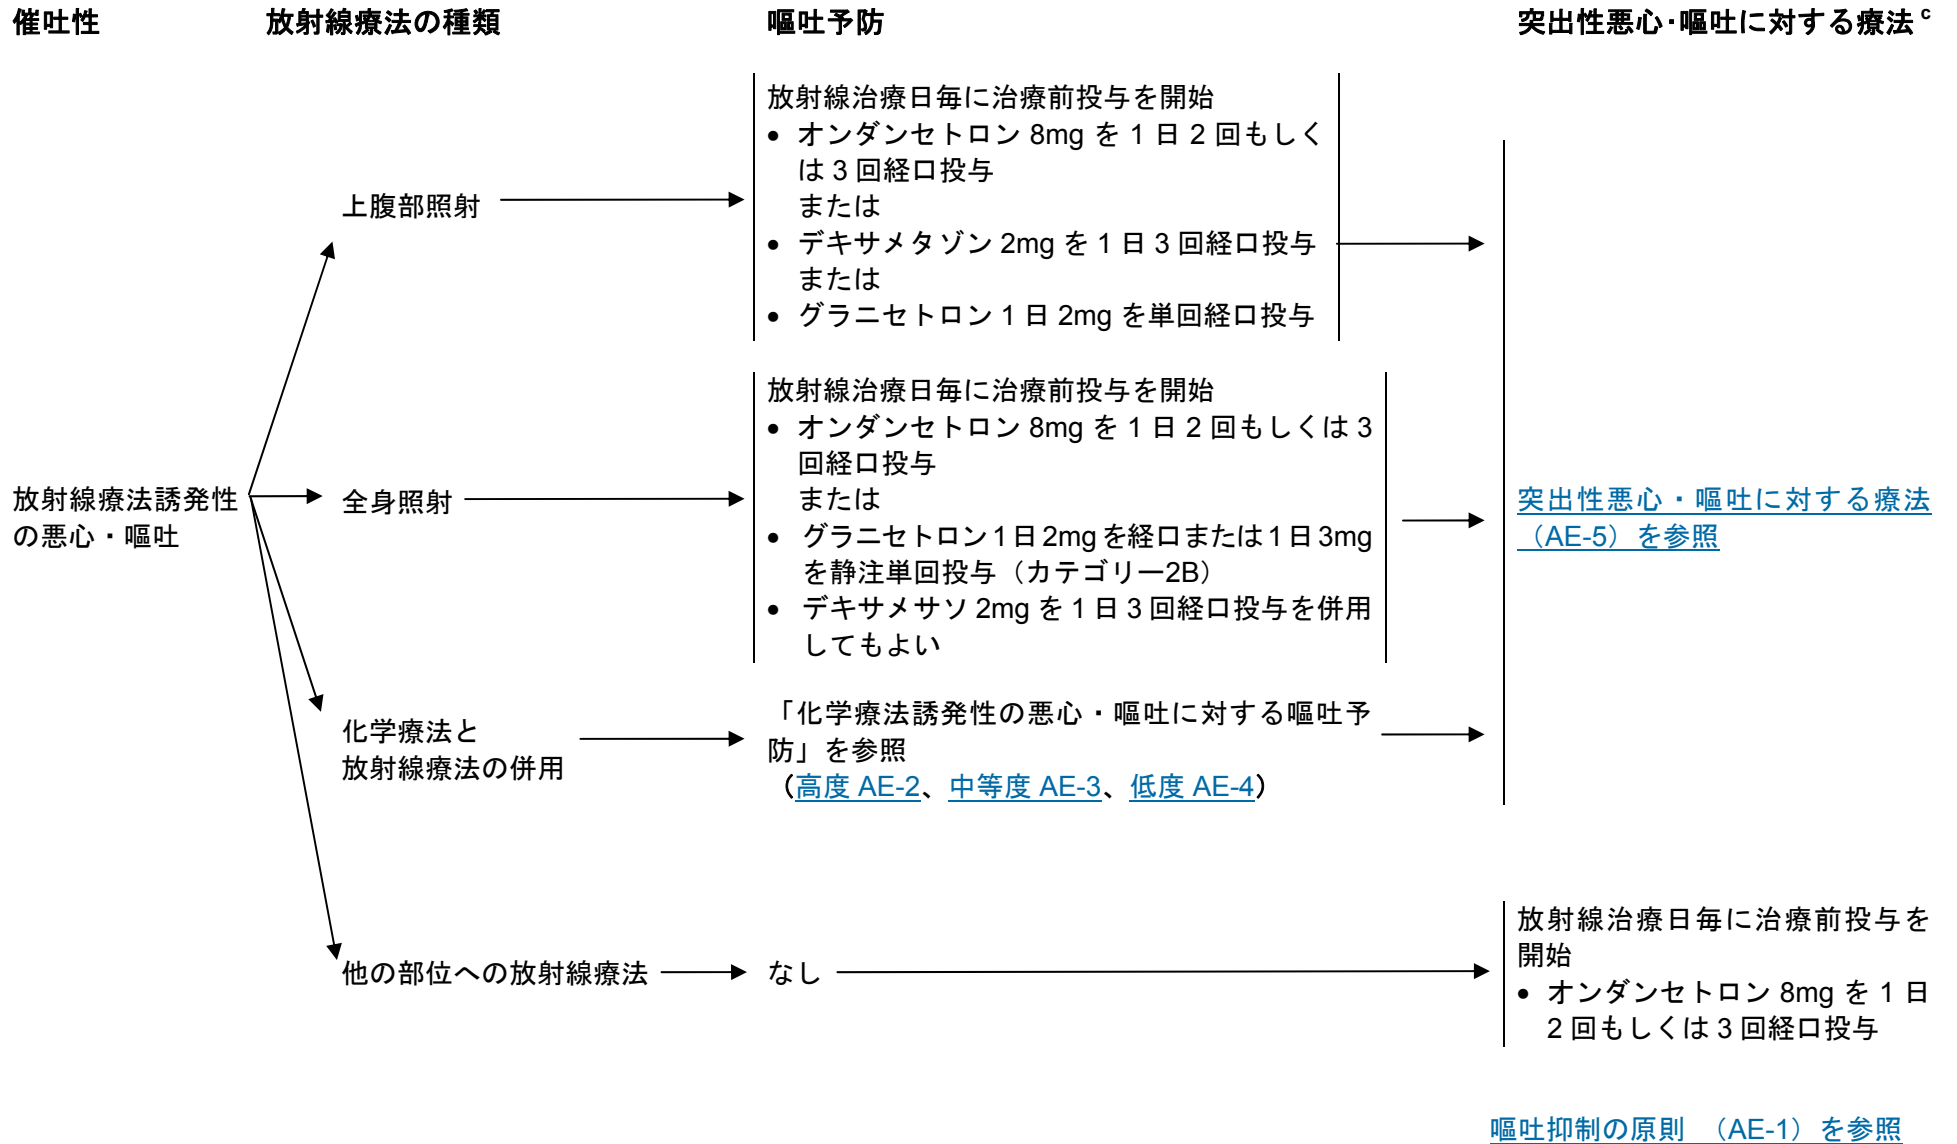 催吐性
放射線療法の種類
嘔吐予防
突出性悪心・嘔吐に対する療法 c
放射線療法誘発性
の悪心・嘔吐
上腹部照射
放射線治療日毎に治療前投与を開始
• オンダンセトロン 8mg を 1 日 2 回もしく
は 3 回経口投与
または
• デキサメタゾン 2mg を 1 日 3 回経口投与
または
• グラニセトロン 1 日 2mg を単回経口投与
全身照射
放射線治療日毎に治療前投与を開始
• オンダンセトロン 8mg を 1 日 2 回もしくは 3
回経口投与
または
• グラニセトロン 1 日 2mg を経口または 1 日 3mg
を静注単回投与（カテゴリー2B）
• デキサメサソ 2mg を 1 日 3 回経口投与を併用
してもよい
化学療法と
放射線療法の併用
「化学療法誘発性の悪心・嘔吐に対する嘔吐予
防」を参照
（高度 AE-2、中等度 AE-3、低度 AE-4）
突出性悪心・嘔吐に対する療法
（AE-5）を参照
他の部位への放射線療法
なし
放射線治療日毎に治療前投与を
開始
• オンダンセトロン 8mg を 1 日
2 回もしくは 3 回経口投与
嘔吐抑制の原則 （AE-1）を参照